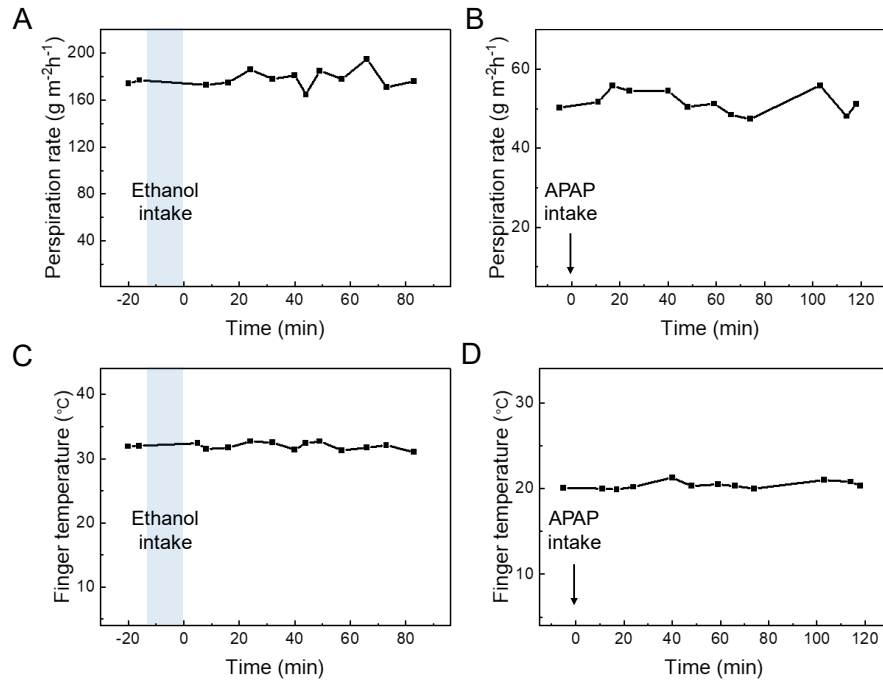 A
Perspiration rate (g m⁻²h⁻¹)
200
160
120
80
40
Ethanol
intake
-20 0 20 40 60 80
Time (min)
B
Perspiration rate (g m⁻²h⁻¹)
60
40
20
APAP
intake
0 20 40 60 80 100 120
Time (min)
C
Finger temperature (°C)
40
30
20
10
Ethanol
intake
-20 0 20 40 60 80
Time (min)
D
Finger temperature (°C)
30
20
10
APAP
intake
0 20 40 60 80 100 120
Time (min)